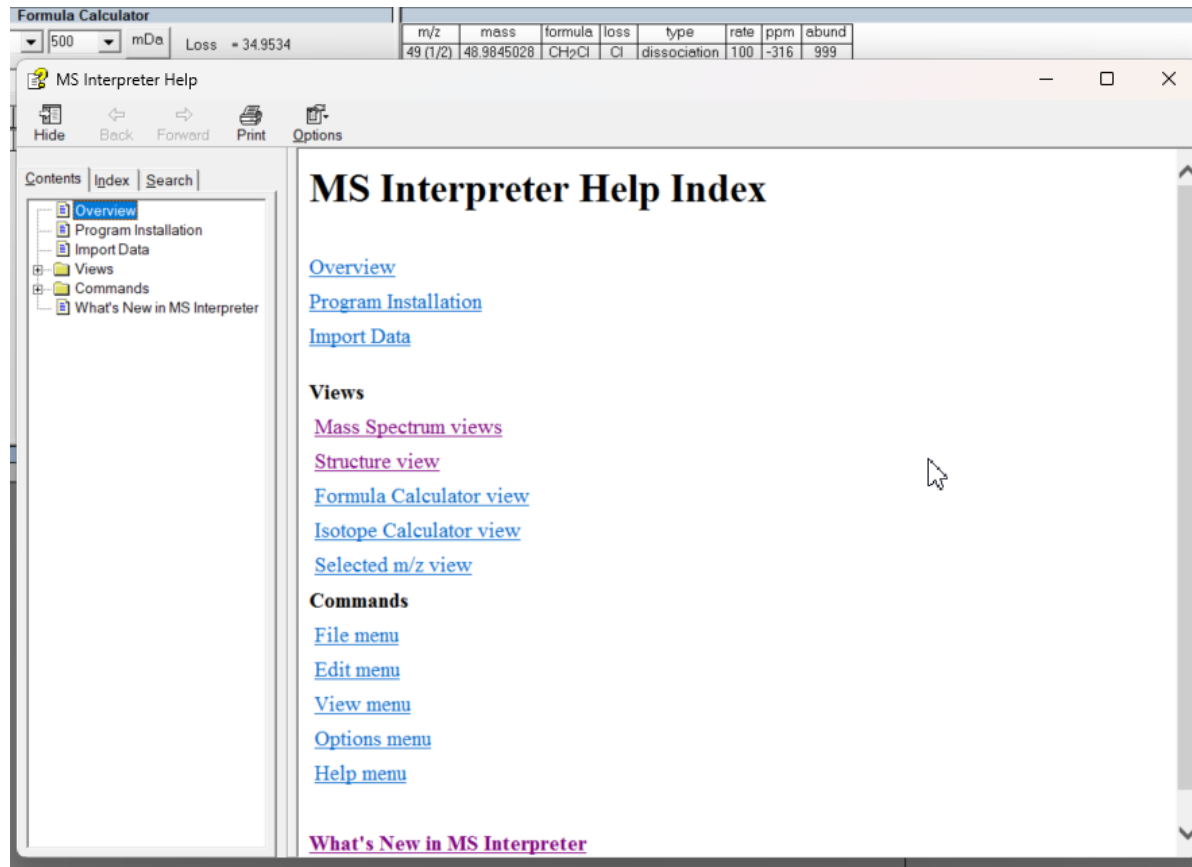 Formula Calculator
500 mDa Loss = 34.9534
m/z mass formula loss type rate ppm abund
49 (1/2) 48.9845028 CH2Cl Cl dissociation 100 -316 999
MS Interpreter Help
Hide Back Forward Print Options
Contents Index Search
Overview
Program Installation
Import Data
Views
Commands
What's New in MS Interpreter
MS Interpreter Help Index
Overview
Program Installation
Import Data
Views
Mass Spectrum views
Structure view
Formula Calculator view
Isotope Calculator view
Selected m/z view
Commands
File menu
Edit menu
View menu
Options menu
Help menu
What's New in MS Interpreter